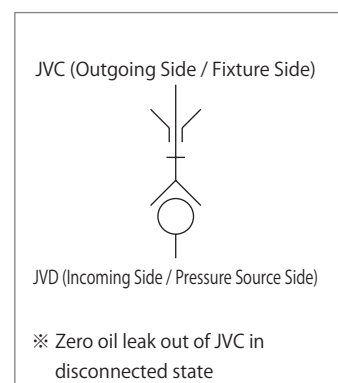 JVC (Outgoing Side / Fixture Side)
JVD (Incoming Side / Pressure Source Side)
※ Zero oil leak out of JVC in
disconnected state